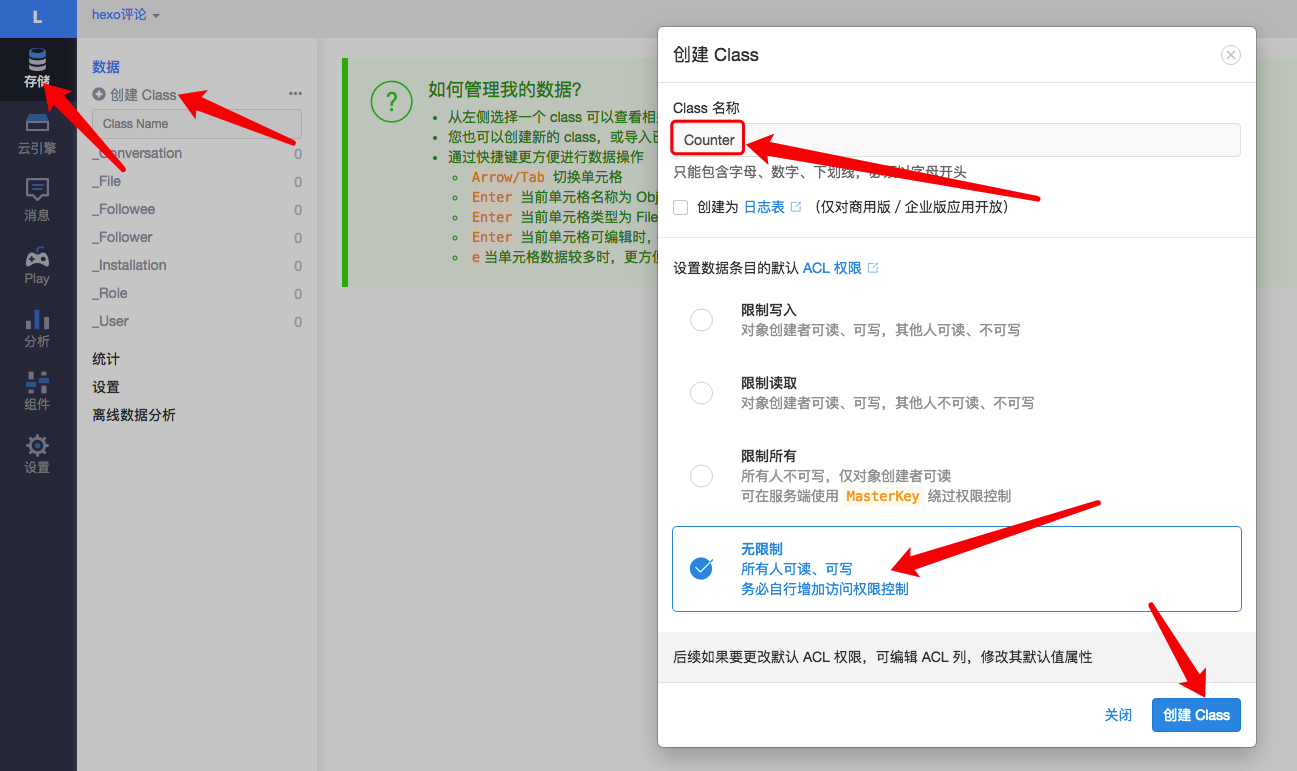 L
hexo评论
存储
云引擎
消息
Play
分析
组件
设置
数据
创建 Class
Class Name
_Conversation 0
_File 0
_Followee 0
_Follower 0
_Installation 0
_Role 0
_User 0
统计
设置
离线数据分析
如何管理我的数据?
从左侧选择一个 class 可以查看相
您也可以创建新的 class，或导入已
通过快捷键更方便进行数据操作
Arrow/Tab 切换单元格
Enter 当前单元格名称为 Obj
Enter 当前单元格类型为 File
Enter 当前单元格可编辑时，
e 当单元格数据较多时，更方便
创建 Class
Class 名称
Counter
只能包含字母、数字、下划线，必须以字母开头
创建为 日志表 （仅对商用版 / 企业版应用开放）
设置数据条目的默认 ACL 权限
限制写入
对象创建者可读、可写，其他人可读、不可写
限制读取
对象创建者可读、可写，其他人不可读、不可写
限制所有
所有人不可写，仅对象创建者可读
可在服务端使用 MasterKey 绕过权限控制
无限制
所有人可读、可写
务必自行增加访问权限控制
后续如果要更改默认 ACL 权限，可编辑 ACL 列，修改其默认值属性
关闭
创建 Class